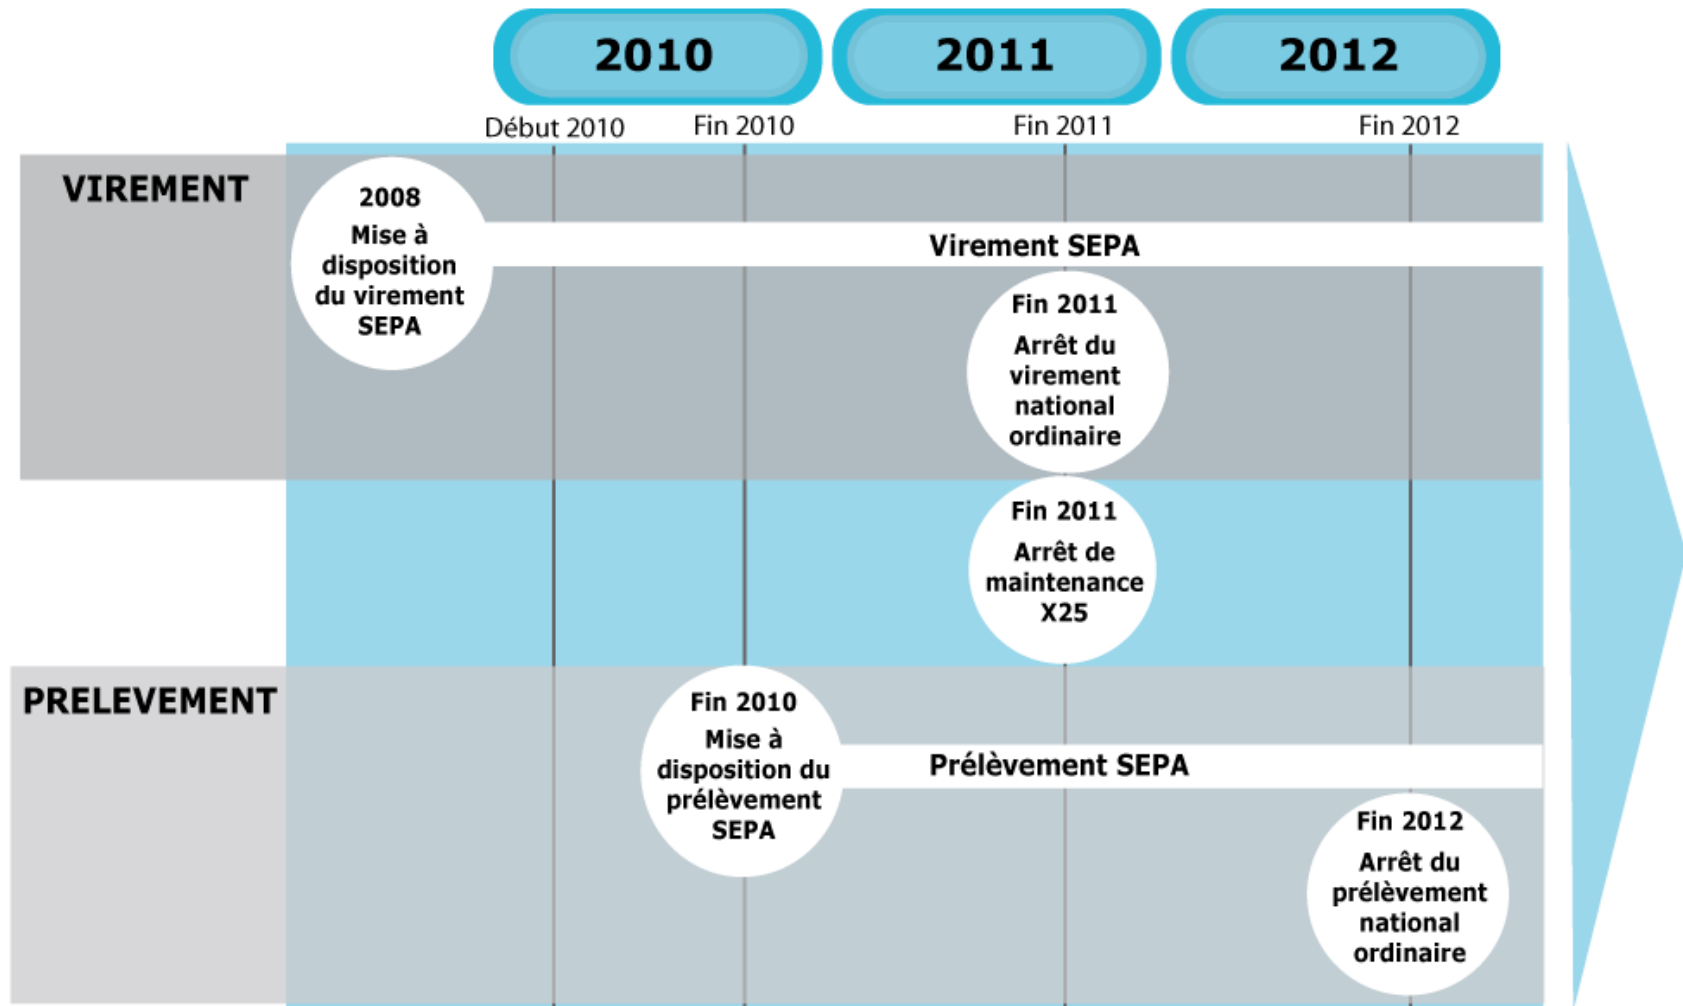 2010
2011
2012
Début 2010
Fin 2010
Fin 2011
Fin 2012
VIREMENT
2008
Mise à
disposition
du virement
SEPA
Virement SEPA
Fin 2011
Arrêt du
virement
national
ordinaire
Fin 2011
Arrêt de
maintenance
X25
PRELEVEMENT
Fin 2010
Mise à
disposition du
prélèvement
SEPA
Prélèvement SEPA
Fin 2012
Arrêt du
prélèvement
national
ordinaire